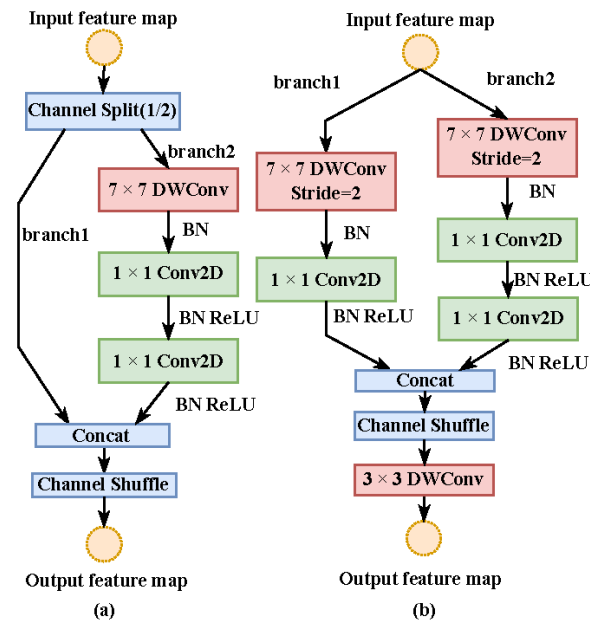 Input feature map
Channel Split(1/2)
branch2
7 × 7 DWConv
branch1
BN
1 × 1 Conv2D
BN ReLU
1 × 1 Conv2D
BN ReLU
Concat
Channel Shuffle
Output feature map
(a)
Input feature map
branch1
branch2
7 × 7 DWConv
Stride=2
BN
1 × 1 Conv2D
BN ReLU
7 × 7 DWConv
Stride=2
BN
1 × 1 Conv2D
BN ReLU
1 × 1 Conv2D
BN ReLU
Concat
Channel Shuffle
3 × 3 DWConv
Output feature map
(b)